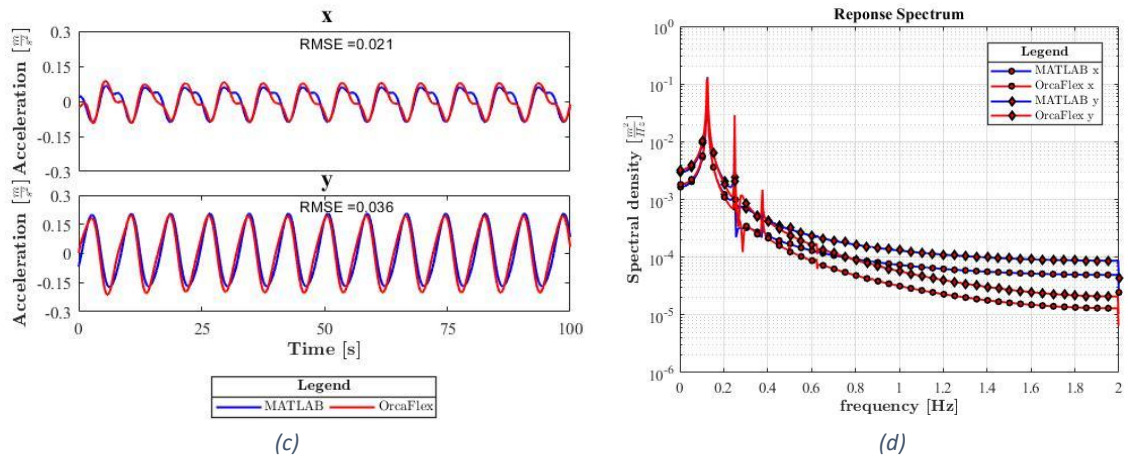 x
RMSE =0.021
Acceleration [m/s²]
0.3
0.15
0
-0.15
-0.3
y
RMSE =0.036
Acceleration [m/s²]
0.3
0.15
0
-0.15
-0.3
0 25 50 75 100
Time [s]
Legend
MATLAB OrcaFlex
(c)
Reponse Spectrum
Legend
MATLAB x
OrcaFlex x
MATLAB y
OrcaFlex y
Spectral density [m²/Hz]
10⁰
10⁻¹
10⁻²
10⁻³
10⁻⁴
10⁻⁵
10⁻⁶
0 0.2 0.4 0.6 0.8 1 1.2 1.4 1.6 1.8 2
frequency [Hz]
(d)